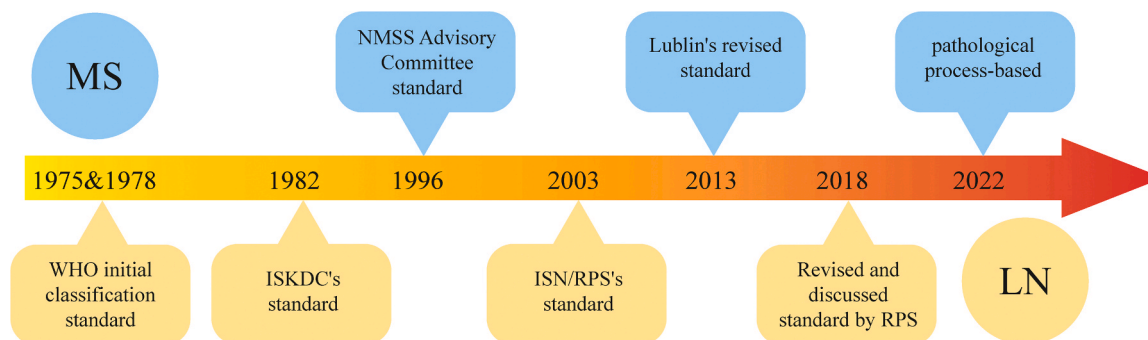 MS
NMSS Advisory
Committee
standard
Lublin's revised
standard
pathological
process-based
1975&1978
1982
1996
2003
2013
2018
2022
WHO initial
classification
standard
ISKDC's
standard
ISN/RPS's
standard
Revised and
discussed
standard by RPS
LN